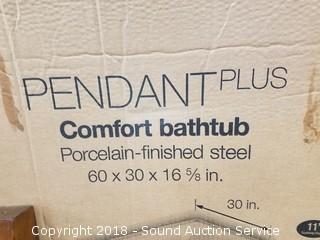 PENDANT PLUS
Comfort bathtub
Porcelain-finished steel
60 x 30 x 16 5/8 in.
30 in.
11"
Copyright 2018 - Sound Auction Service